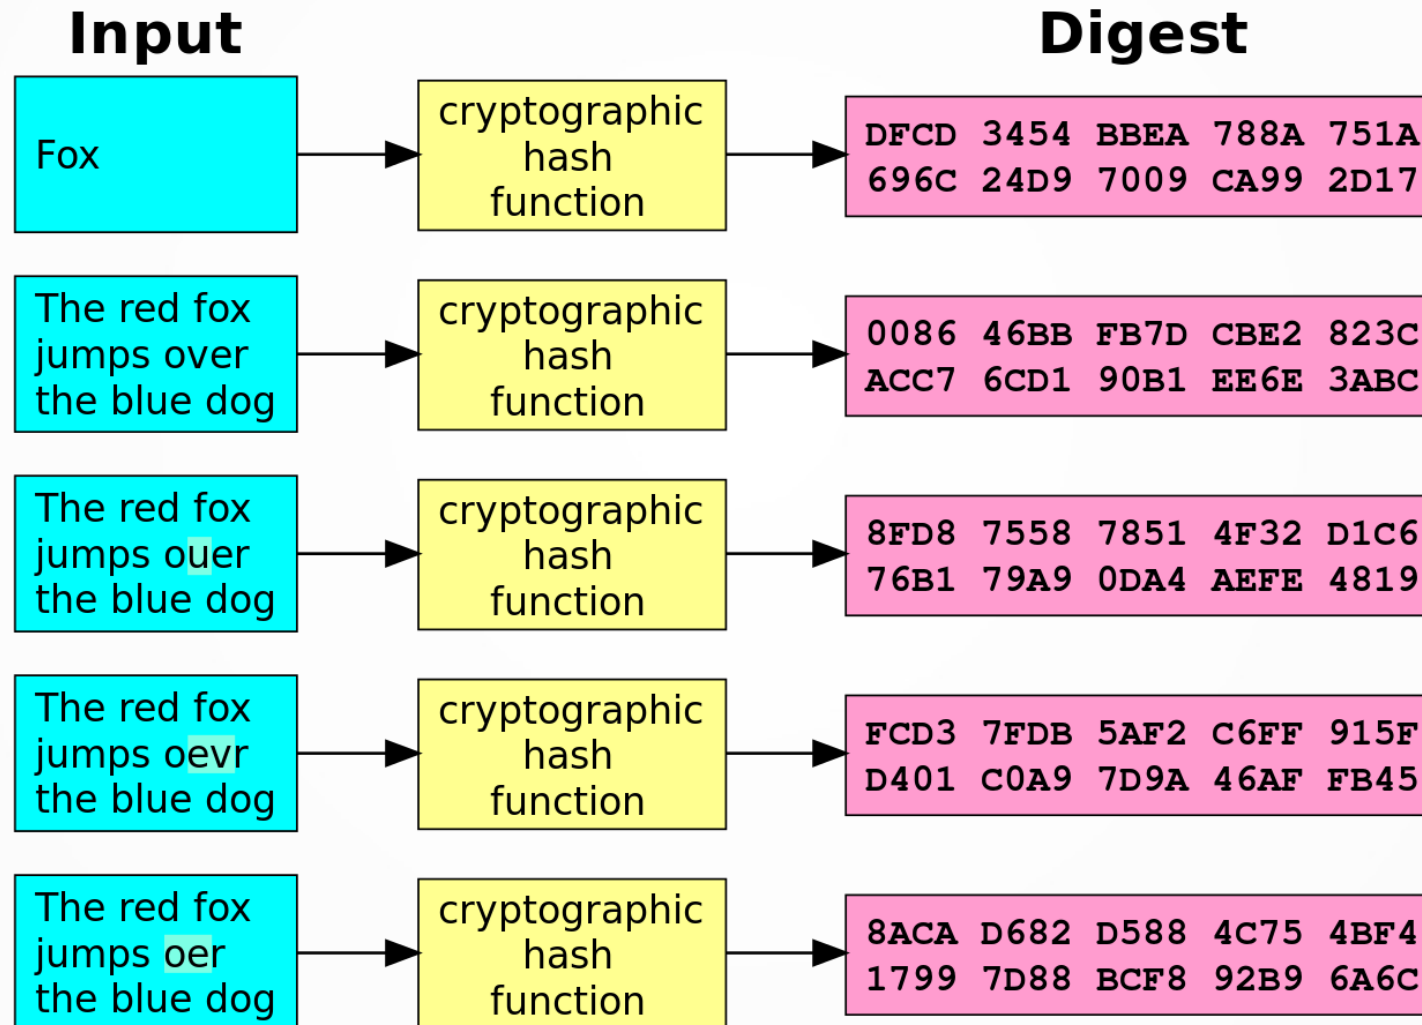 Input
Digest
Fox
cryptographic
hash
function
DFCD 3454 BBEA 788A 751A
696C 24D9 7009 CA99 2D17
The red fox
jumps over
the blue dog
cryptographic
hash
function
0086 46BB FB7D CBE2 823C
ACC7 6CD1 90B1 EE6E 3ABC
The red fox
jumps ouer
the blue dog
cryptographic
hash
function
8FD8 7558 7851 4F32 D1C6
76B1 79A9 0DA4 AEFE 4819
The red fox
jumps oevr
the blue dog
cryptographic
hash
function
FCD3 7FDB 5AF2 C6FF 915F
D401 C0A9 7D9A 46AF FB45
The red fox
jumps oer
the blue dog
cryptographic
hash
function
8ACA D682 D588 4C75 4BF4
1799 7D88 BCF8 92B9 6A6C